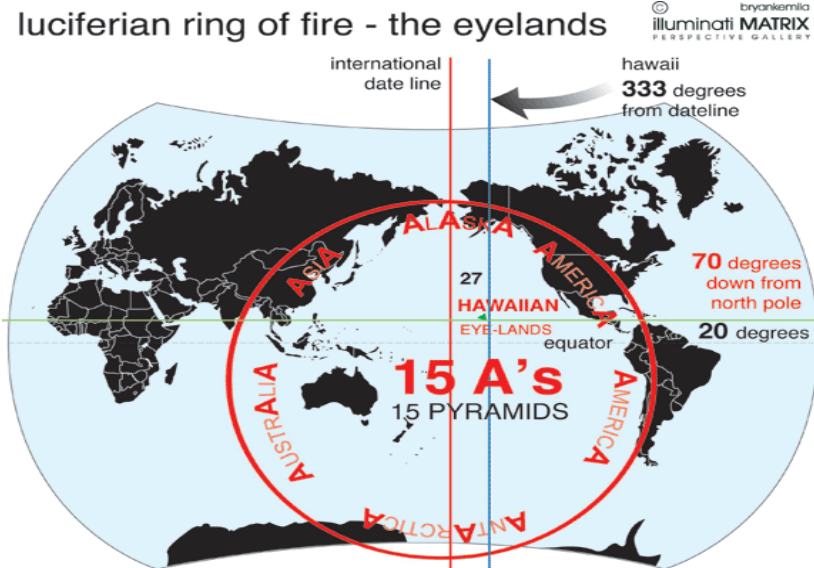 luciferian ring of fire - the eyelands
© bryankemila
illuminati MATRIX
PERSPECTIVE GALLERY
international
date line
hawaii
333 degrees
from dateline
ALASKA
ASIA
AMERICA
70 degrees
down from
north pole
27
HAWAIIAN
EYE-LANDS
20 degrees
equator
15 A's
15 PYRAMIDS
AUSTRALIA
AMERICA
ANTARCTICA